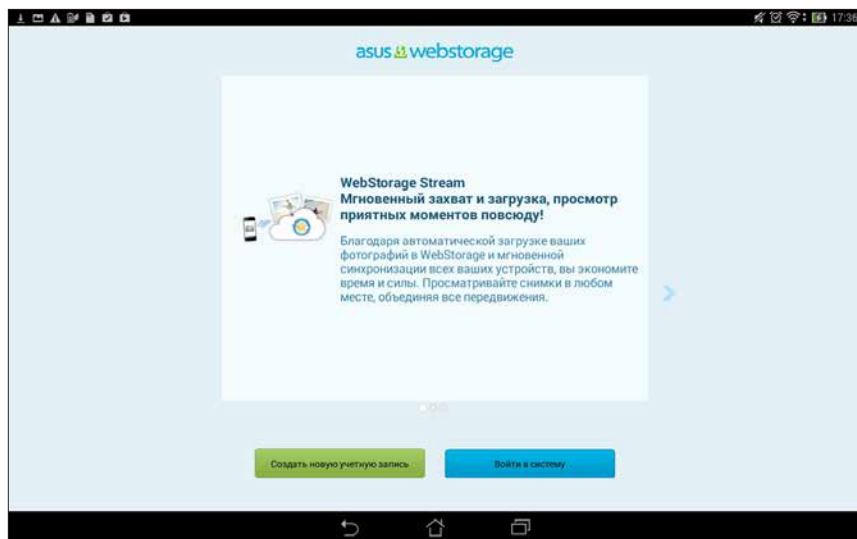 17:36
asus webstorage
WebStorage Stream
Мгновенный захват и загрузка, просмотр
приятных моментов повсюду!
Благодаря автоматической загрузке ваших
фотографий в WebStorage и мгновенной
синхронизации всех ваших устройств, вы экономите
время и силы. Просматривайте снимки в любом
месте, объединяя все передвижения.
Создать новую учетную запись
Войти в систему